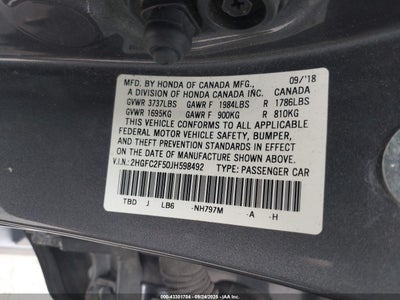 MFD. BY HONDA OF CANADA MFG., 09/'18
A DIVISION OF HONDA CANADA INC. CANADA
GVWR 3737LBS GAWR F 1984LBS R 1786LBS
GVWR 1695KG GAWR F 900KG R 810KG
THIS VEHICLE CONFORMS TO ALL APPLICABLE
FEDERAL MOTOR VEHICLE SAFETY, BUMPER,
AND THEFT PREVENTION STANDARDS IN EFFECT
ON THE DATE OF MANUFACTURE SHOWN ABOVE.
V.I.N.: 2HGFC2F50JH598492 TYPE: PASSENGER CAR
TBD J LB6 -NH797M -A -H